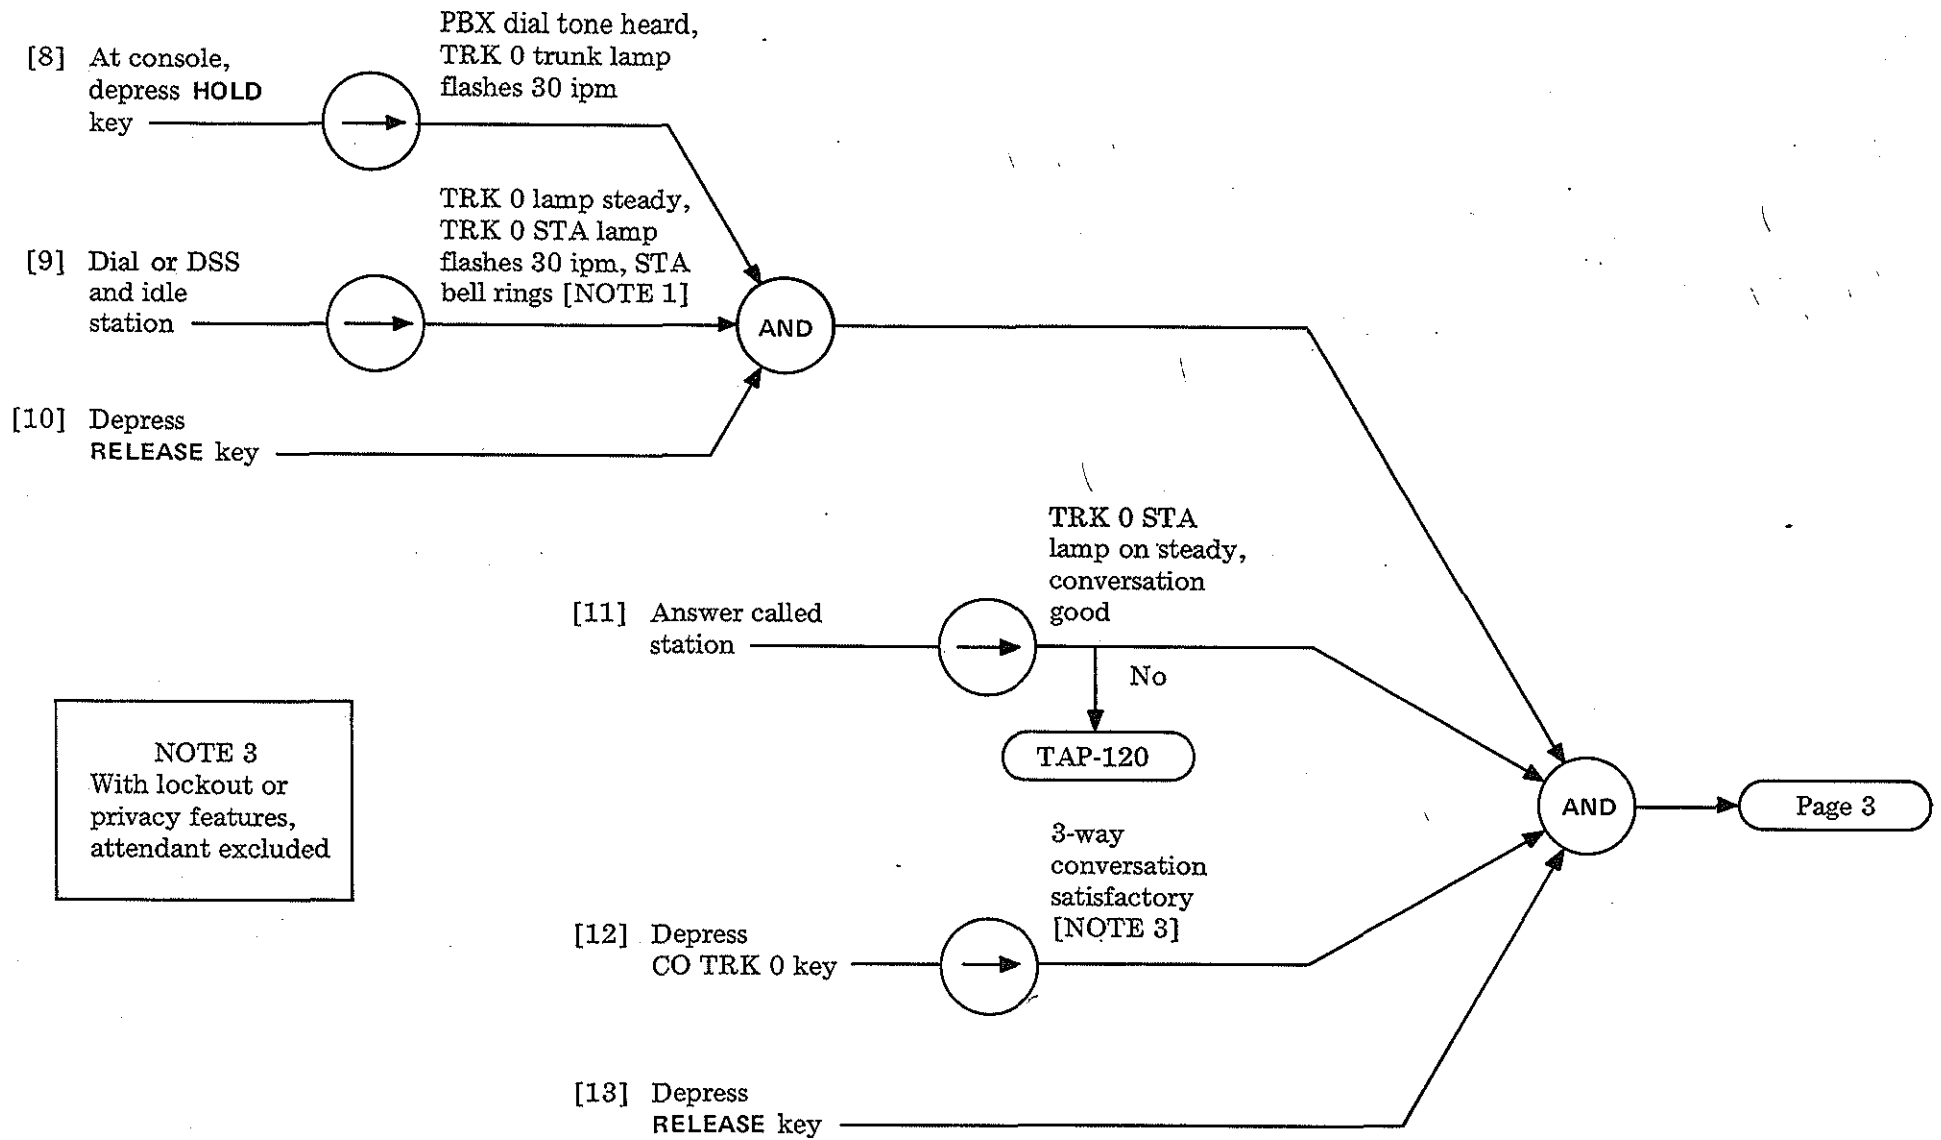 [8] At console,
depress HOLD
key
PBX dial tone heard,
TRK 0 trunk lamp
flashes 30 ipm
[9] Dial or DSS
and idle
station
TRK 0 lamp steady,
TRK 0 STA lamp
flashes 30 ipm, STA
bell rings [NOTE 1]
AND
[10] Depress
RELEASE key
[11] Answer called
station
TRK 0 STA
lamp on steady,
conversation
good
No
TAP-120
NOTE 3
With lockout or
privacy features,
attendant excluded
AND
Page 3
[12] Depress
CO TRK 0 key
3-way
conversation
satisfactory
[NOTE 3]
[13] Depress
RELEASE key